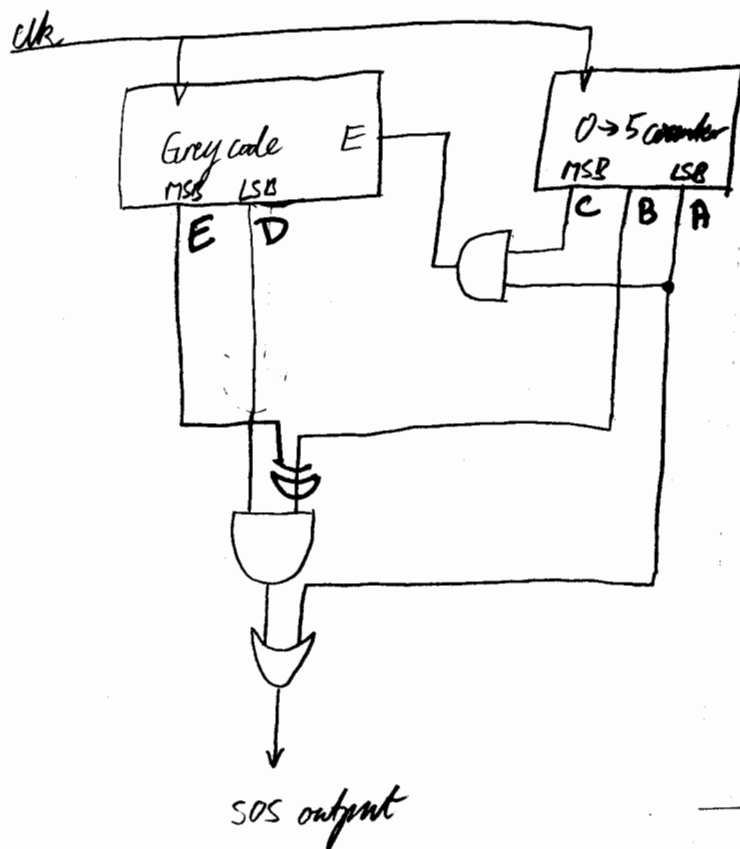 clk
Grey code
E
MSB LSB
E D
0→5 counter
MSB LSB
C B A
SOS output